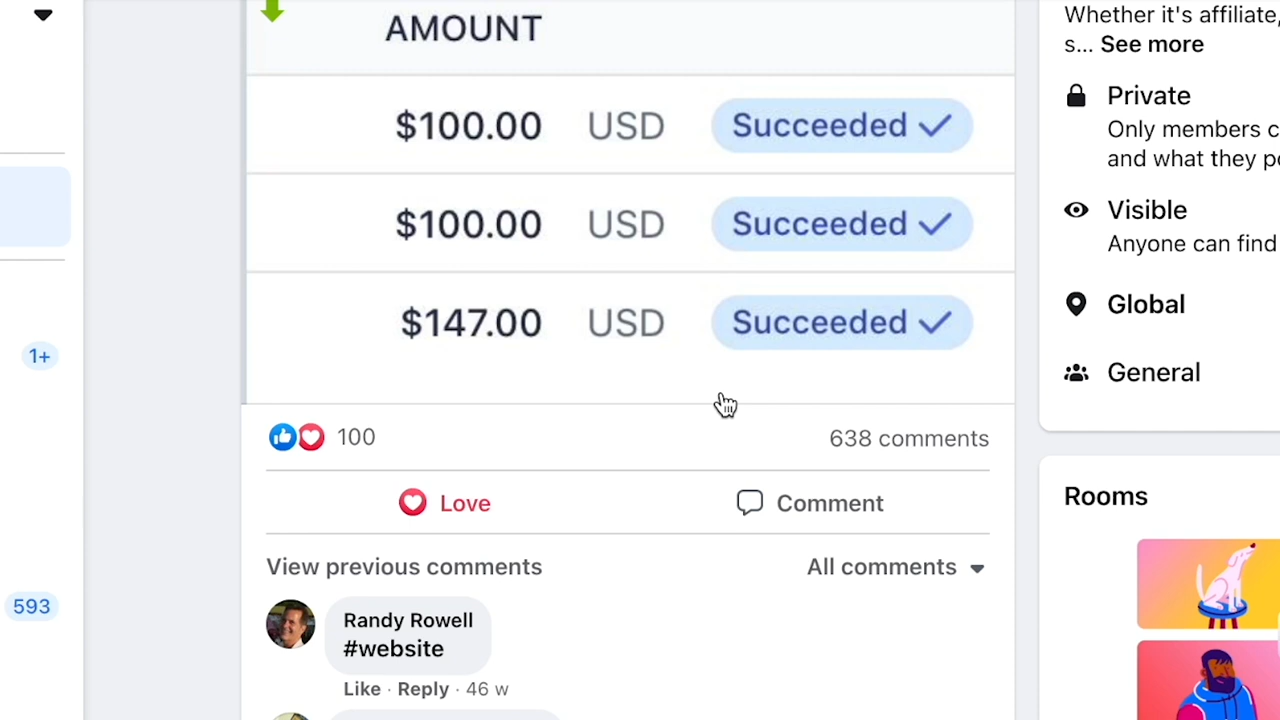 AMOUNT
$100.00 USD Succeeded
$100.00 USD Succeeded
$147.00 USD Succeeded
100
638 comments
Love
Comment
View previous comments
All comments
Randy Rowell
#website
Like · Reply · 46 w
1+
593
Whether it's affiliate,
s... See more
Private
Only members c
and what they po
Visible
Anyone can find
Global
General
Rooms